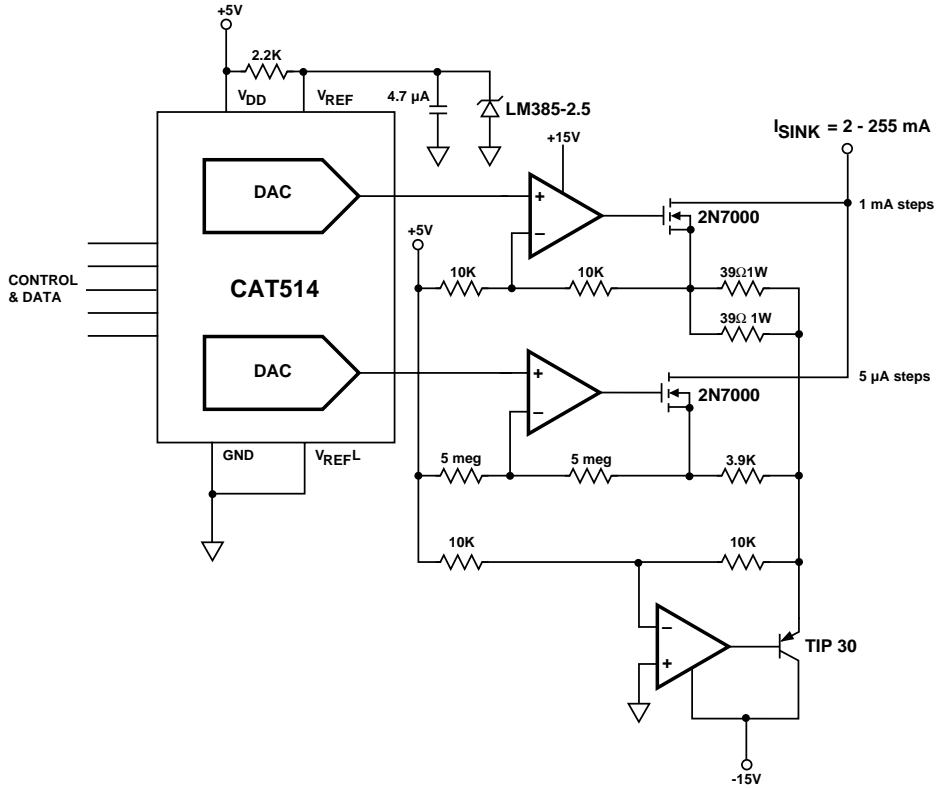 +5V
2.2K
VDD
VREF
4.7 µA
LM385-2.5
+15V
ISINK = 2 - 255 mA
DAC
+
−
2N7000
1 mA steps
+5V
CONTROL
& DATA
CAT514
10K
10K
39Ω1W
39Ω 1W
DAC
+
−
2N7000
5 µA steps
GND
VREFL
5 meg
5 meg
3.9K
10K
10K
−
+
TIP 30
-15V